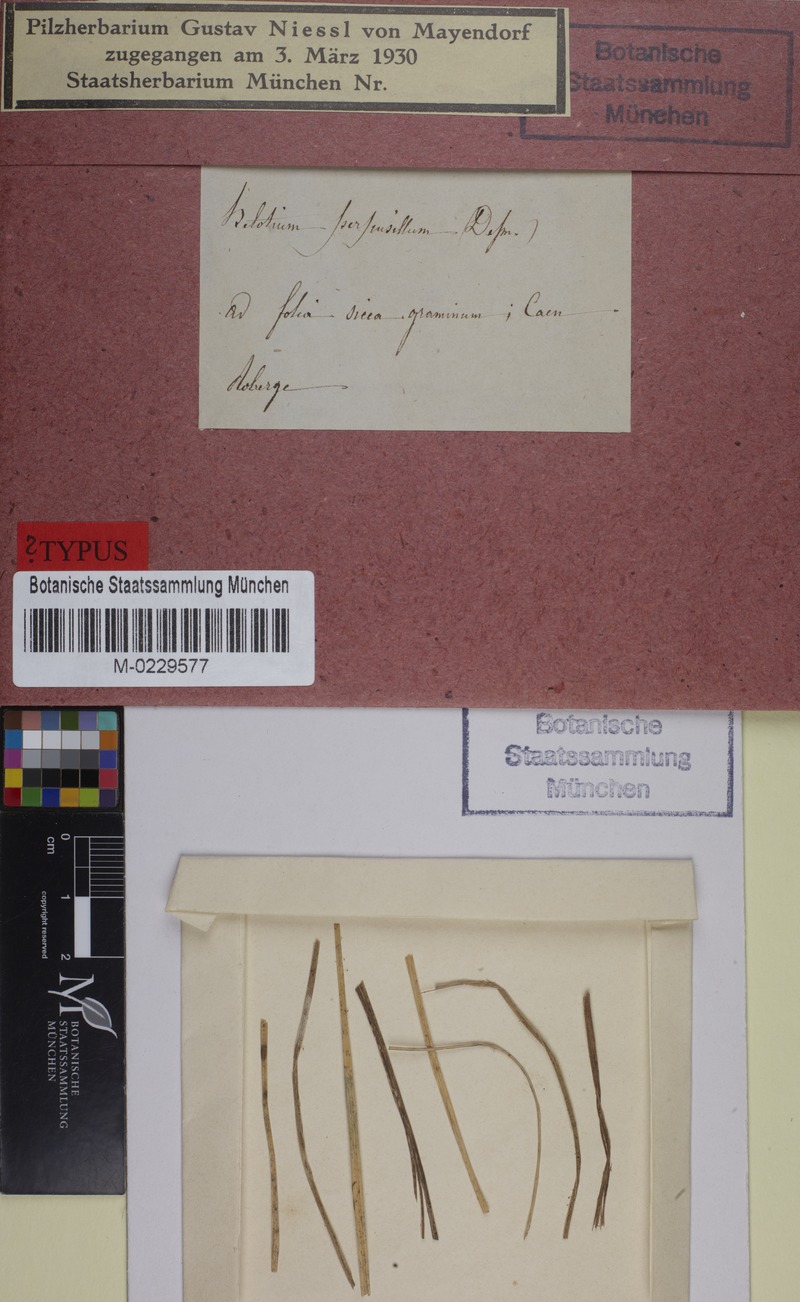 Pilzherbarium Gustav Niessl von Mayendorf
zugegangen am 3. März 1930
Staatsherbarium München Nr.
Botanische
Staatssammlung
München
Helotium perpusillum (Desm.)
Ad folia sicca graminum; Caen
Roberge
?TYPUS
Botanische Staatssammlung München
M-0229577
Botanische
Staatssammlung
München
0
1
2
cm
copyright reserved
BOTANISCHE
STAATSSAMMLUNG
MÜNCHEN